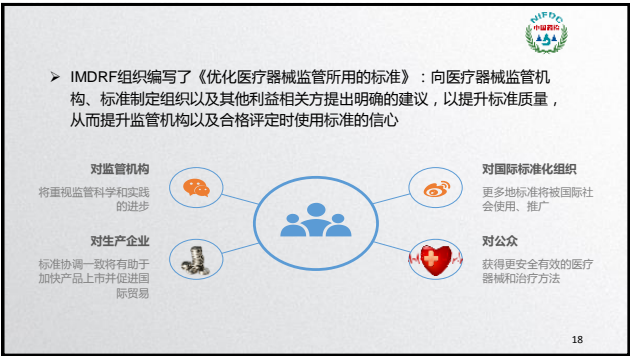 NIFDC
中国药检
➢ IMDRF组织编写了《优化医疗器械监管所用的标准》:向医疗器械监管机
构、标准制定组织以及其他利益相关方提出明确的建议,以提升标准质量,
从而提升监管机构以及合格评定时使用标准的信心
对监管机构
将重视监管科学和实践
的进步
对国际标准化组织
更多地标准将被国际社
会使用、推广
对生产企业
标准协调一致将有助于
加快产品上市并促进国
际贸易
对公众
获得更安全有效的医疗
器械和治疗方法
18